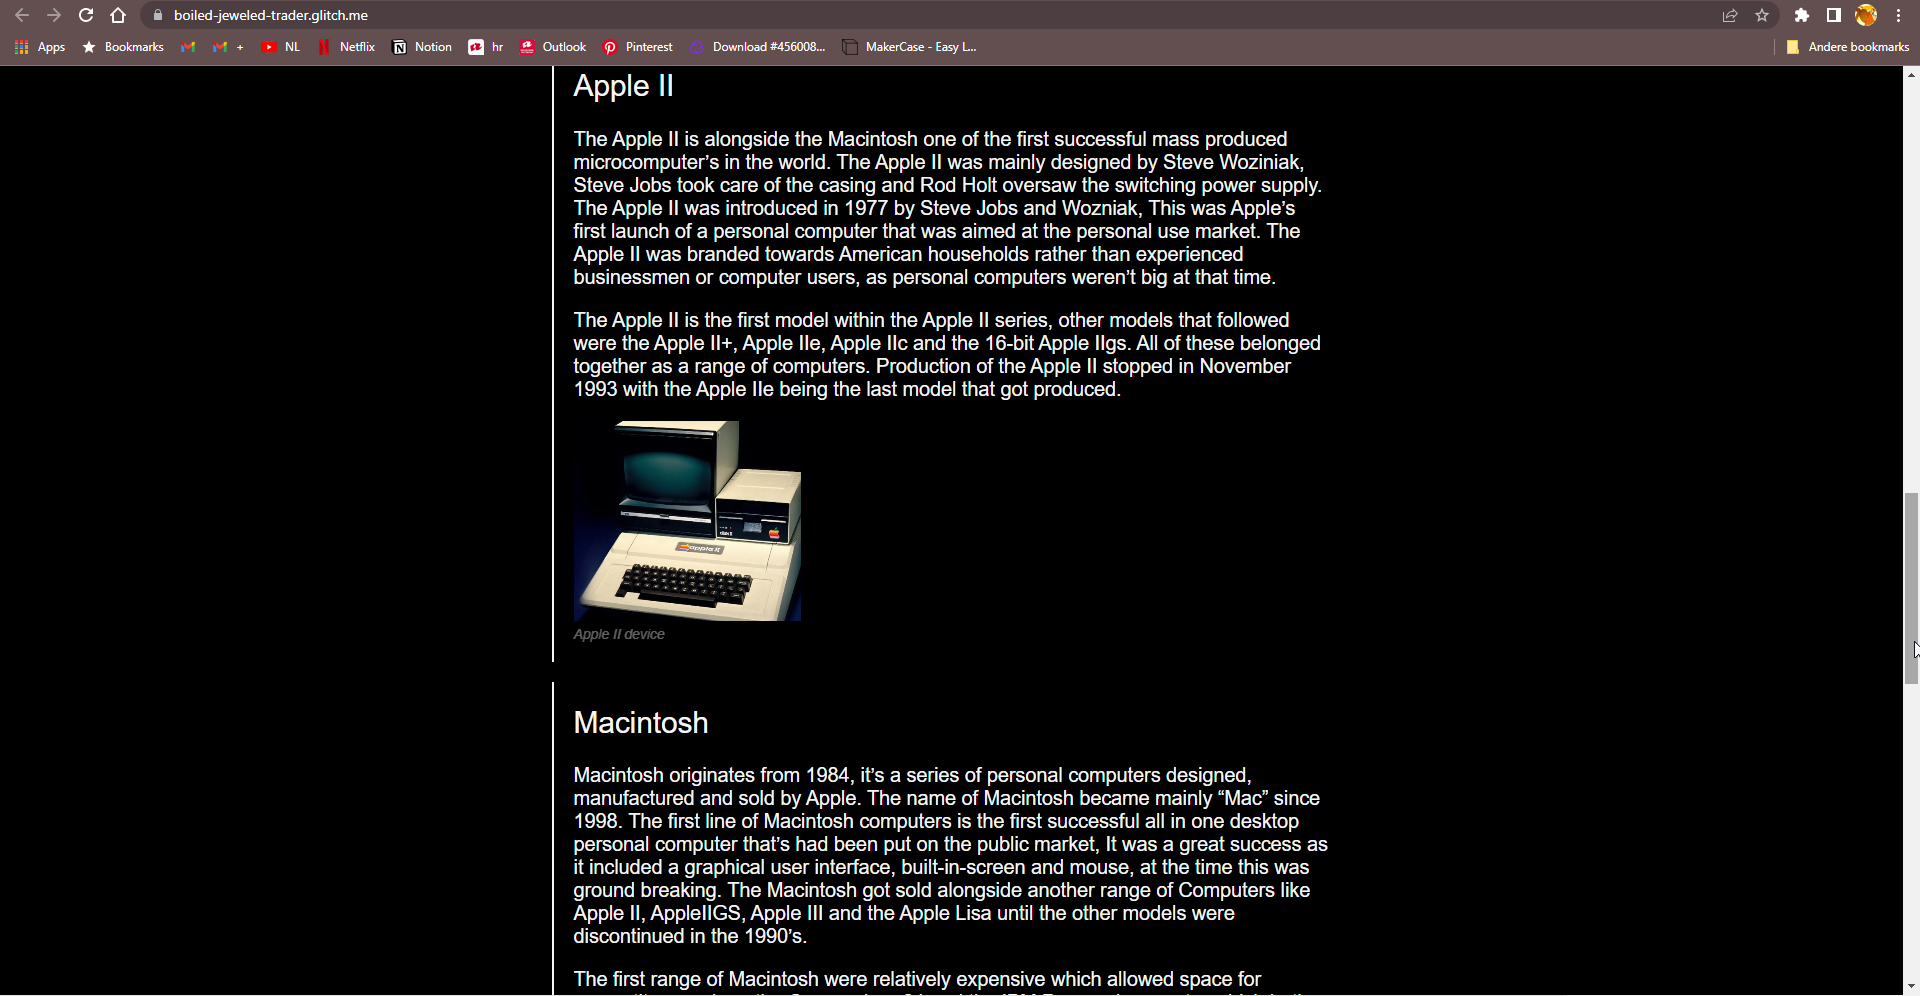 boiled-jeweled-trader.glitch.me
Apps Bookmarks + NL Netflix Notion hr Outlook Pinterest Download #456008... MakerCase - Easy L... Andere bookmarks
Apple II
The Apple II is alongside the Macintosh one of the first successful mass produced
microcomputer’s in the world. The Apple II was mainly designed by Steve Woziniak,
Steve Jobs took care of the casing and Rod Holt oversaw the switching power supply.
The Apple II was introduced in 1977 by Steve Jobs and Wozniak, This was Apple’s
first launch of a personal computer that was aimed at the personal use market. The
Apple II was branded towards American households rather than experienced
businessmen or computer users, as personal computers weren’t big at that time.
The Apple II is the first model within the Apple II series, other models that followed
were the Apple II+, Apple IIe, Apple IIc and the 16-bit Apple IIgs. All of these belonged
together as a range of computers. Production of the Apple II stopped in November
1993 with the Apple IIe being the last model that got produced.
disk II
apple II
Apple II device
Macintosh
Macintosh originates from 1984, it’s a series of personal computers designed,
manufactured and sold by Apple. The name of Macintosh became mainly “Mac” since
1998. The first line of Macintosh computers is the first successful all in one desktop
personal computer that’s had been put on the public market, It was a great success as
it included a graphical user interface, built-in-screen and mouse, at the time this was
ground breaking. The Macintosh got sold alongside another range of Computers like
Apple II, AppleIIGS, Apple III and the Apple Lisa until the other models were
discontinued in the 1990’s.
The first range of Macintosh were relatively expensive which allowed space for